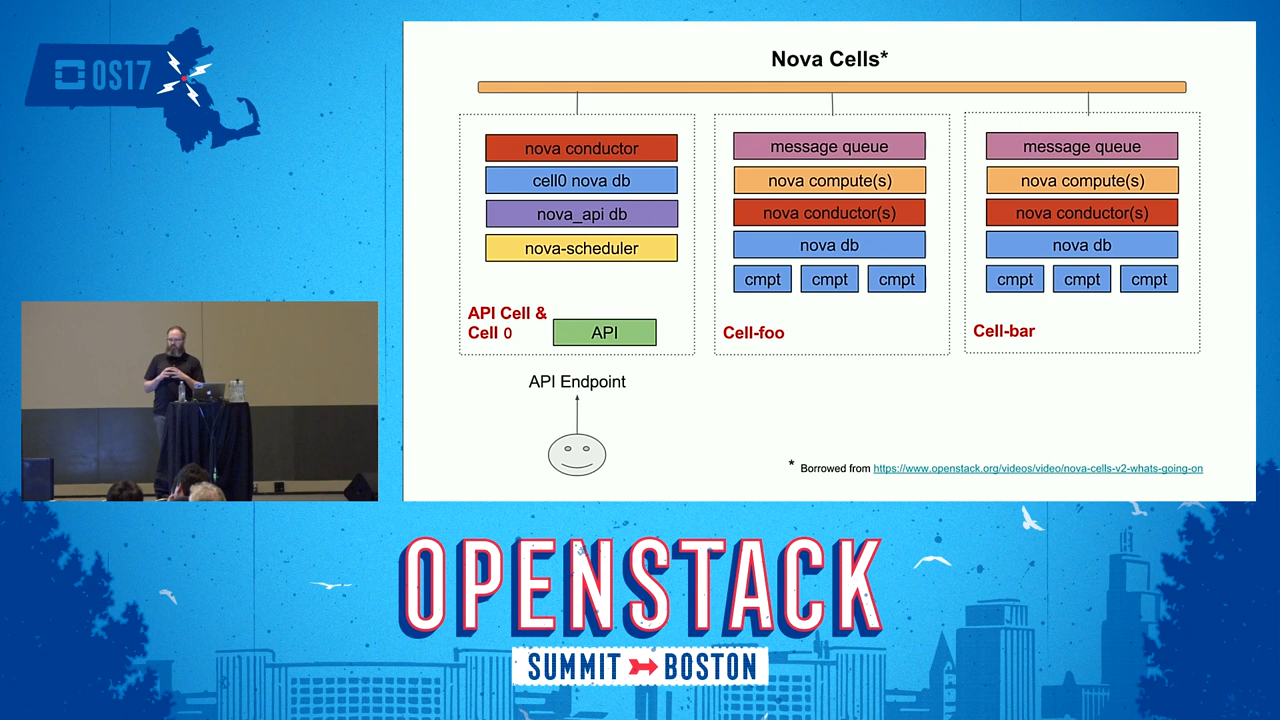 OS17
Nova Cells*
nova conductor
cell0 nova db
nova_api db
nova-scheduler
API Cell &
Cell 0
API
message queue
nova compute(s)
nova conductor(s)
nova db
cmpt cmpt cmpt
Cell-foo
message queue
nova compute(s)
nova conductor(s)
nova db
cmpt cmpt cmpt
Cell-bar
API Endpoint
* Borrowed from https://www.openstack.org/videos/video/nova-cells-v2-whats-going-on
OPENSTACK
SUMMIT BOSTON